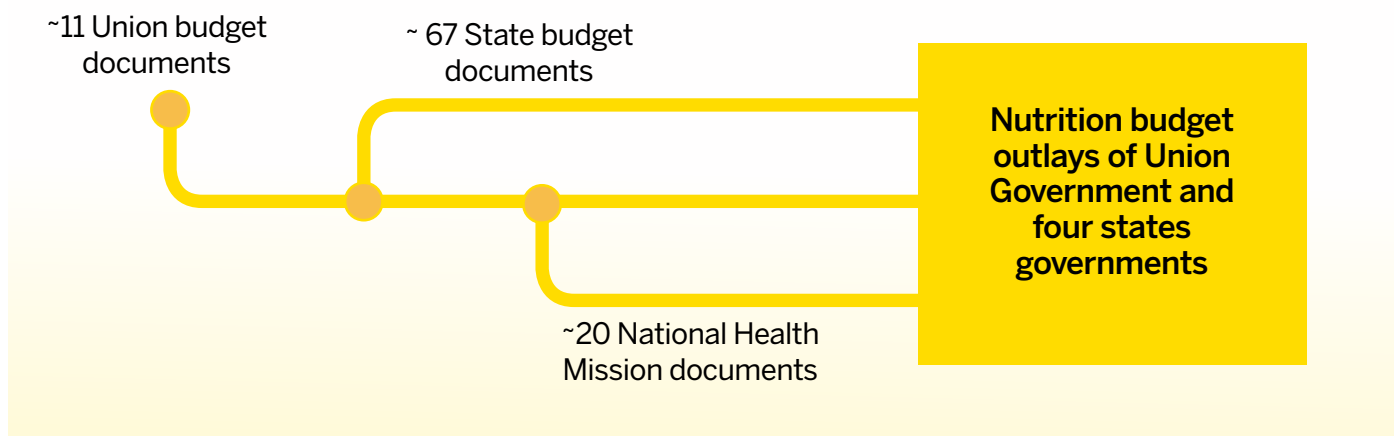 ~11 Union budget
documents
~ 67 State budget
documents
Nutrition budget
outlays of Union
Government and
four states
governments
~20 National Health
Mission documents